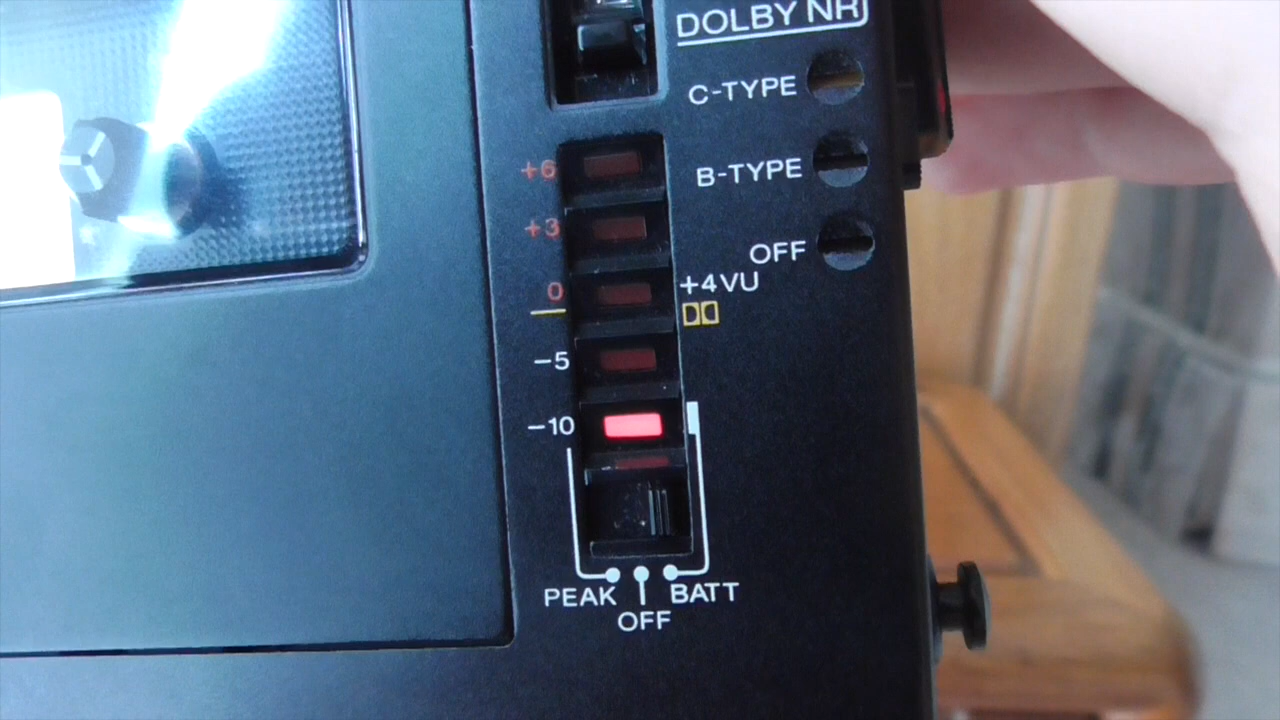 DOLBY NR
C-TYPE
+6
B-TYPE
+3
OFF
0
+4VU
−5
−10
PEAK
BATT
OFF